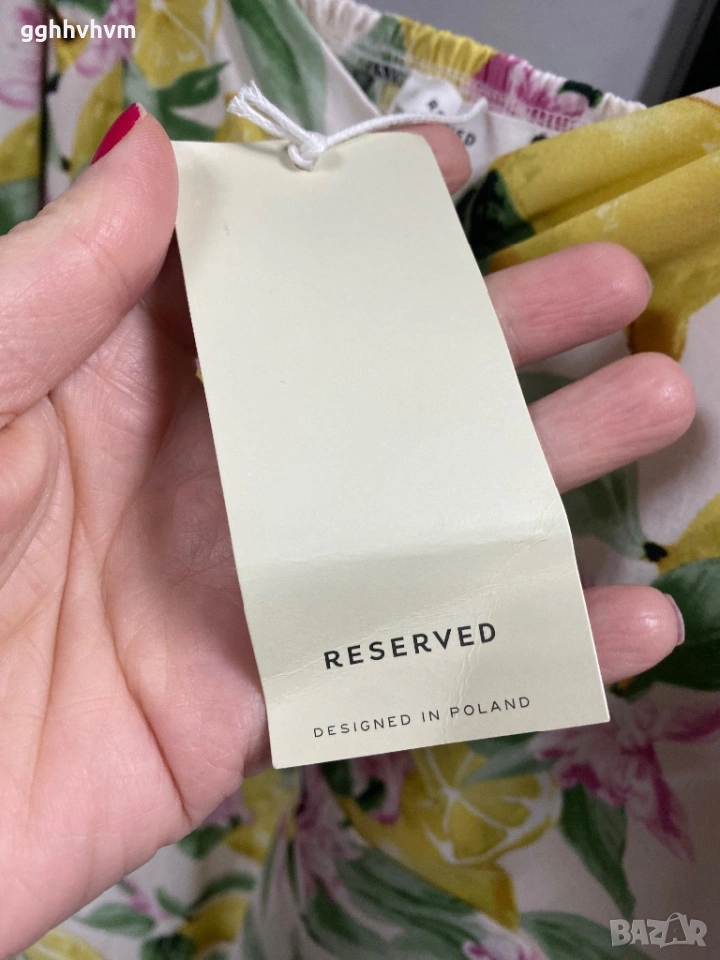 gghhvhvm
RESERVED
DESIGNED IN POLAND
BAZAR